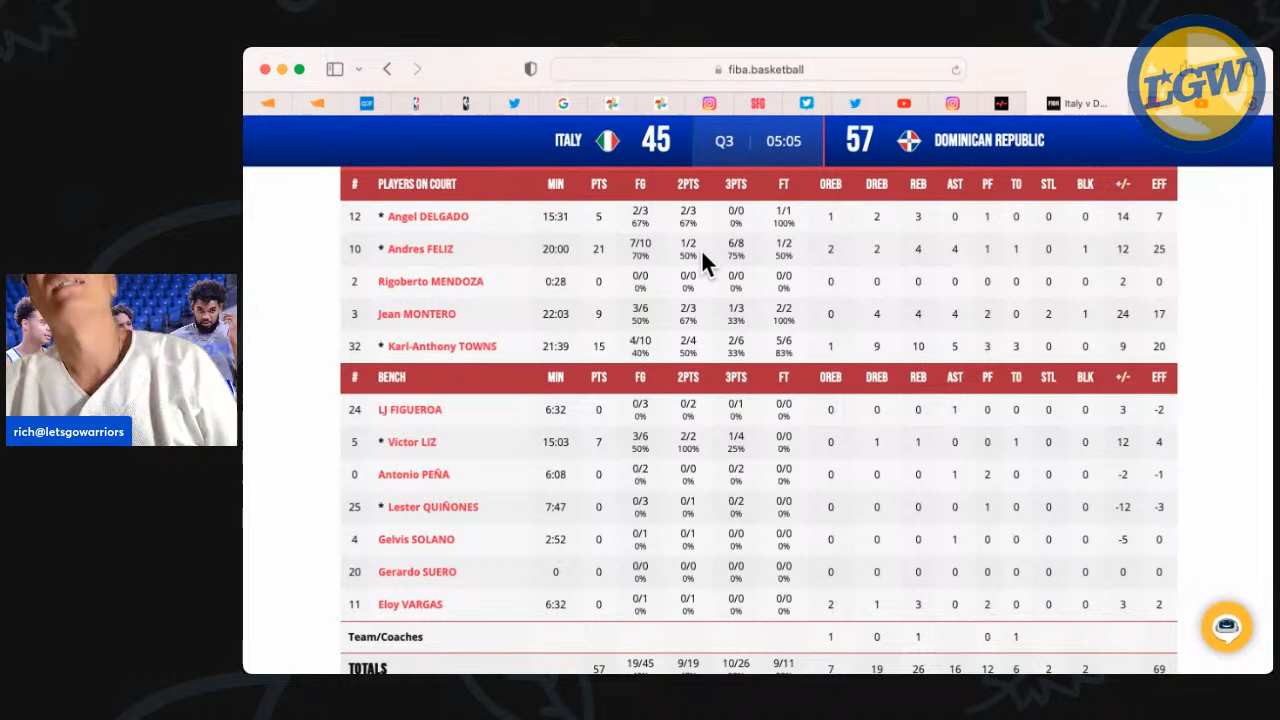 LGW
fiba.basketball
GIF
SFG
FIBA Italy v D...
ITALY 45 Q3 05:05 57 DOMINICAN REPUBLIC
# PLAYERS ON COURT MIN PTS FG 2PTS 3PTS FT OREB DREB REB AST PF TO STL BLK +/- EFF
12 * Angel DELGADO 15:31 5 2/3 67% 2/3 67% 0/0 0% 1/1 100% 1 2 3 0 1 0 0 0 14 7
10 * Andres FELIZ 20:00 21 7/10 70% 1/2 50% 6/8 75% 1/2 50% 2 2 4 4 1 1 0 1 12 25
2 Rigoberto MENDOZA 0:28 0 0/0 0% 0/0 0% 0/0 0% 0/0 0% 0 0 0 0 0 0 0 0 2 0
3 Jean MONTERO 22:03 9 3/6 50% 2/3 67% 1/3 33% 2/2 100% 0 4 4 4 2 0 2 1 24 17
32 * Karl-Anthony TOWNS 21:39 15 4/10 40% 2/4 50% 2/6 33% 5/6 83% 1 9 10 5 3 3 0 0 9 20
# BENCH MIN PTS FG 2PTS 3PTS FT OREB DREB REB AST PF TO STL BLK +/- EFF
24 LJ FIGUEROA 6:32 0 0/3 0% 0/2 0% 0/1 0% 0/0 0% 0 0 0 1 0 0 0 0 3 -2
5 * Victor LIZ 15:03 7 3/6 50% 2/2 100% 1/4 25% 0/0 0% 0 1 1 0 0 1 0 0 12 4
0 Antonio PEÑA 6:08 0 0/2 0% 0/0 0% 0/2 0% 0/0 0% 0 0 0 1 2 0 0 0 -2 -1
25 * Lester QUIÑONES 7:47 0 0/3 0% 0/1 0% 0/2 0% 0/0 0% 0 0 0 0 1 0 0 0 -12 -3
4 Gelvis SOLANO 2:52 0 0/1 0% 0/1 0% 0/0 0% 0/0 0% 0 0 0 1 0 0 0 0 -5 0
20 Gerardo SUERO 0 0 0/0 0% 0/0 0% 0/0 0% 0/0 0% 0 0 0 0 0 0 0 0 0 0
11 Eloy VARGAS 6:32 0 0/1 0% 0/1 0% 0/0 0% 0/0 0% 2 1 3 0 2 0 0 0 3 2
Team/Coaches 1 0 1 0 1
TOTALS 57 19/45 9/19 10/26 9/11 7 19 26 16 12 6 2 2 69
rich@letsgowarriors